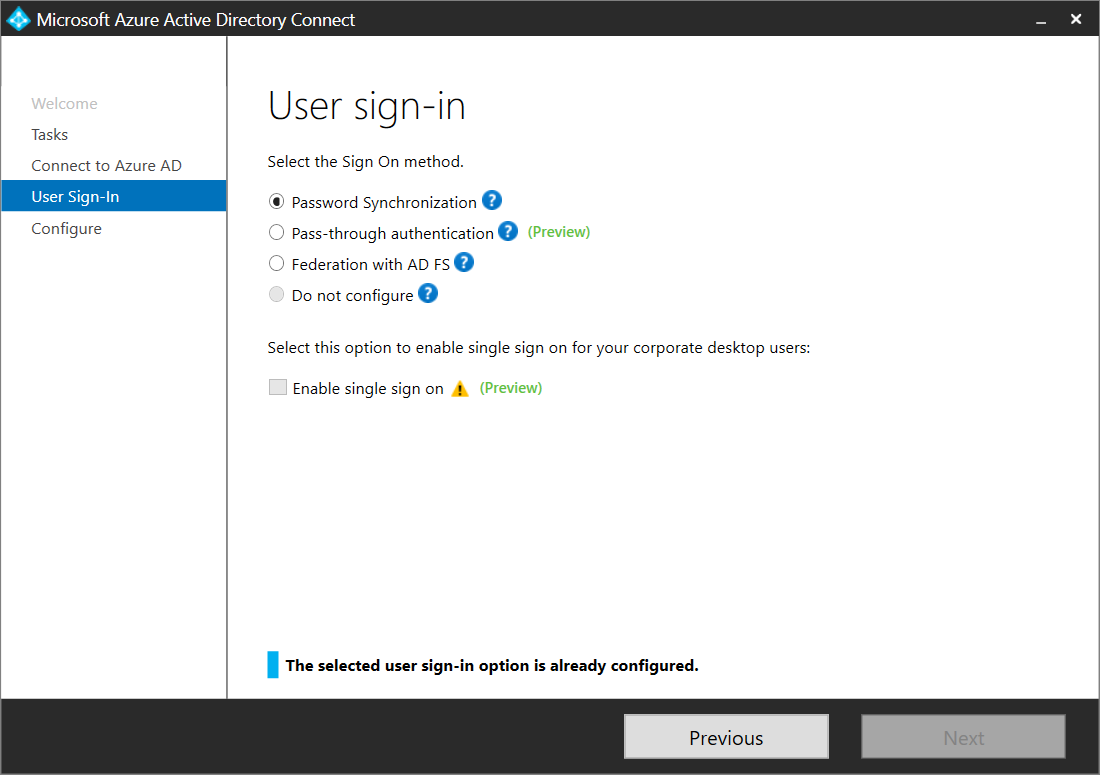 Microsoft Azure Active Directory Connect
Welcome
Tasks
Connect to Azure AD
User Sign-In
Configure
User sign-in
Select the Sign On method.
Password Synchronization ?
Pass-through authentication ? (Preview)
Federation with AD FS ?
Do not configure ?
Select this option to enable single sign on for your corporate desktop users:
Enable single sign on (Preview)
The selected user sign-in option is already configured.
Previous
Next